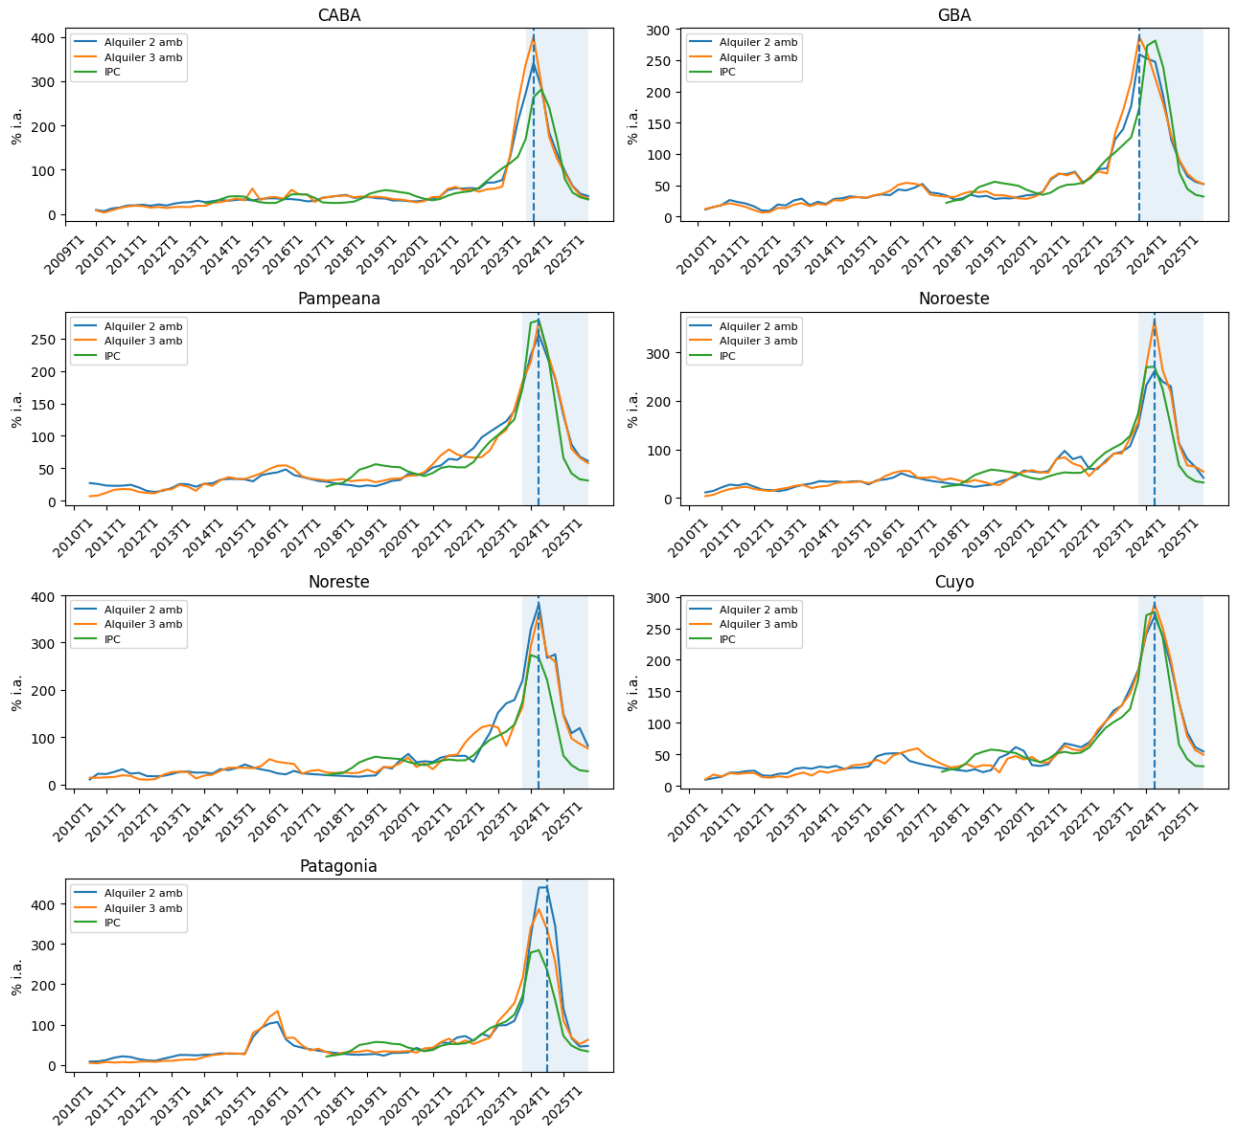 CABA
% i.a.
400
300
200
100
0
Alquiler 2 amb
Alquiler 3 amb
IPC
2009T1
2010T1
2011T1
2012T1
2013T1
2014T1
2015T1
2016T1
2017T1
2018T1
2019T1
2020T1
2021T1
2022T1
2023T1
2024T1
2025T1
GBA
% i.a.
300
250
200
150
100
50
0
Alquiler 2 amb
Alquiler 3 amb
IPC
2010T1
2011T1
2012T1
2013T1
2014T1
2015T1
2016T1
2017T1
2018T1
2019T1
2020T1
2021T1
2022T1
2023T1
2024T1
2025T1
Pampeana
% i.a.
250
200
150
100
50
0
Alquiler 2 amb
Alquiler 3 amb
IPC
2010T1
2011T1
2012T1
2013T1
2014T1
2015T1
2016T1
2017T1
2018T1
2019T1
2020T1
2021T1
2022T1
2023T1
2024T1
2025T1
Noroeste
% i.a.
300
200
100
0
Alquiler 2 amb
Alquiler 3 amb
IPC
2010T1
2011T1
2012T1
2013T1
2014T1
2015T1
2016T1
2017T1
2018T1
2019T1
2020T1
2021T1
2022T1
2023T1
2024T1
2025T1
Noreste
% i.a.
400
300
200
100
0
Alquiler 2 amb
Alquiler 3 amb
IPC
2010T1
2011T1
2012T1
2013T1
2014T1
2015T1
2016T1
2017T1
2018T1
2019T1
2020T1
2021T1
2022T1
2023T1
2024T1
2025T1
Cuyo
% i.a.
300
250
200
150
100
50
0
Alquiler 2 amb
Alquiler 3 amb
IPC
2010T1
2011T1
2012T1
2013T1
2014T1
2015T1
2016T1
2017T1
2018T1
2019T1
2020T1
2021T1
2022T1
2023T1
2024T1
2025T1
Patagonia
% i.a.
400
300
200
100
0
Alquiler 2 amb
Alquiler 3 amb
IPC
2010T1
2011T1
2012T1
2013T1
2014T1
2015T1
2016T1
2017T1
2018T1
2019T1
2020T1
2021T1
2022T1
2023T1
2024T1
2025T1